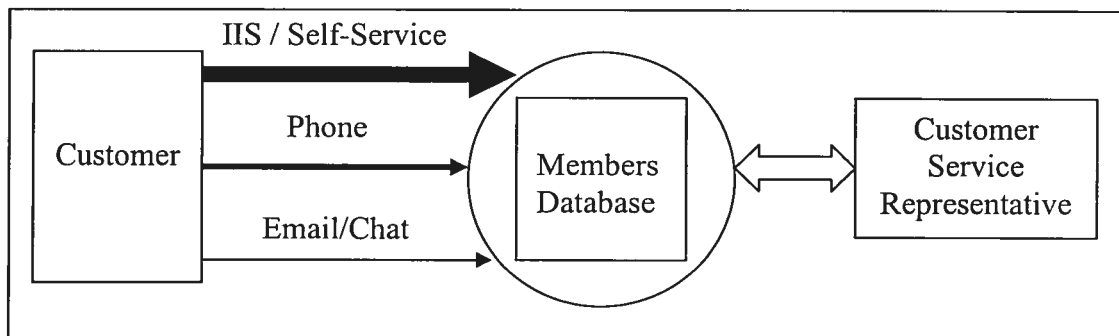 IIS / Self-Service
Customer
Phone
Email/Chat
Members
Database
Customer
Service
Representative